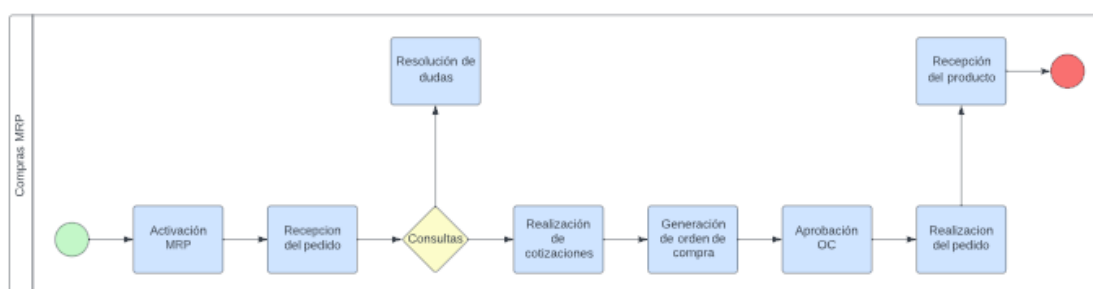 Compras MRP
Resolución de
dudas
Recepción
del producto
Activación
MRP
Recepcion
del pedido
Consultas
Realización
de
cotizaciones
Generación
de orden de
compra
Aprobación
OC
Realizacion
del pedido